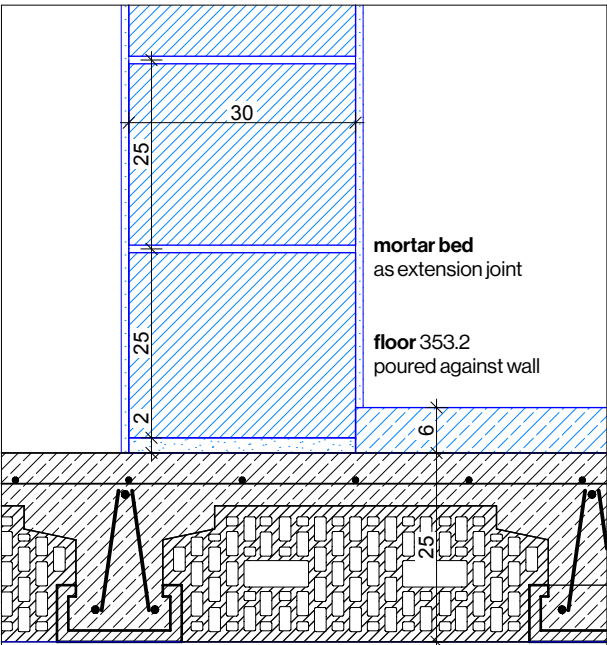 30
25
mortar bed
as extension joint
25
floor 353.2
poured against wall
2
6
25